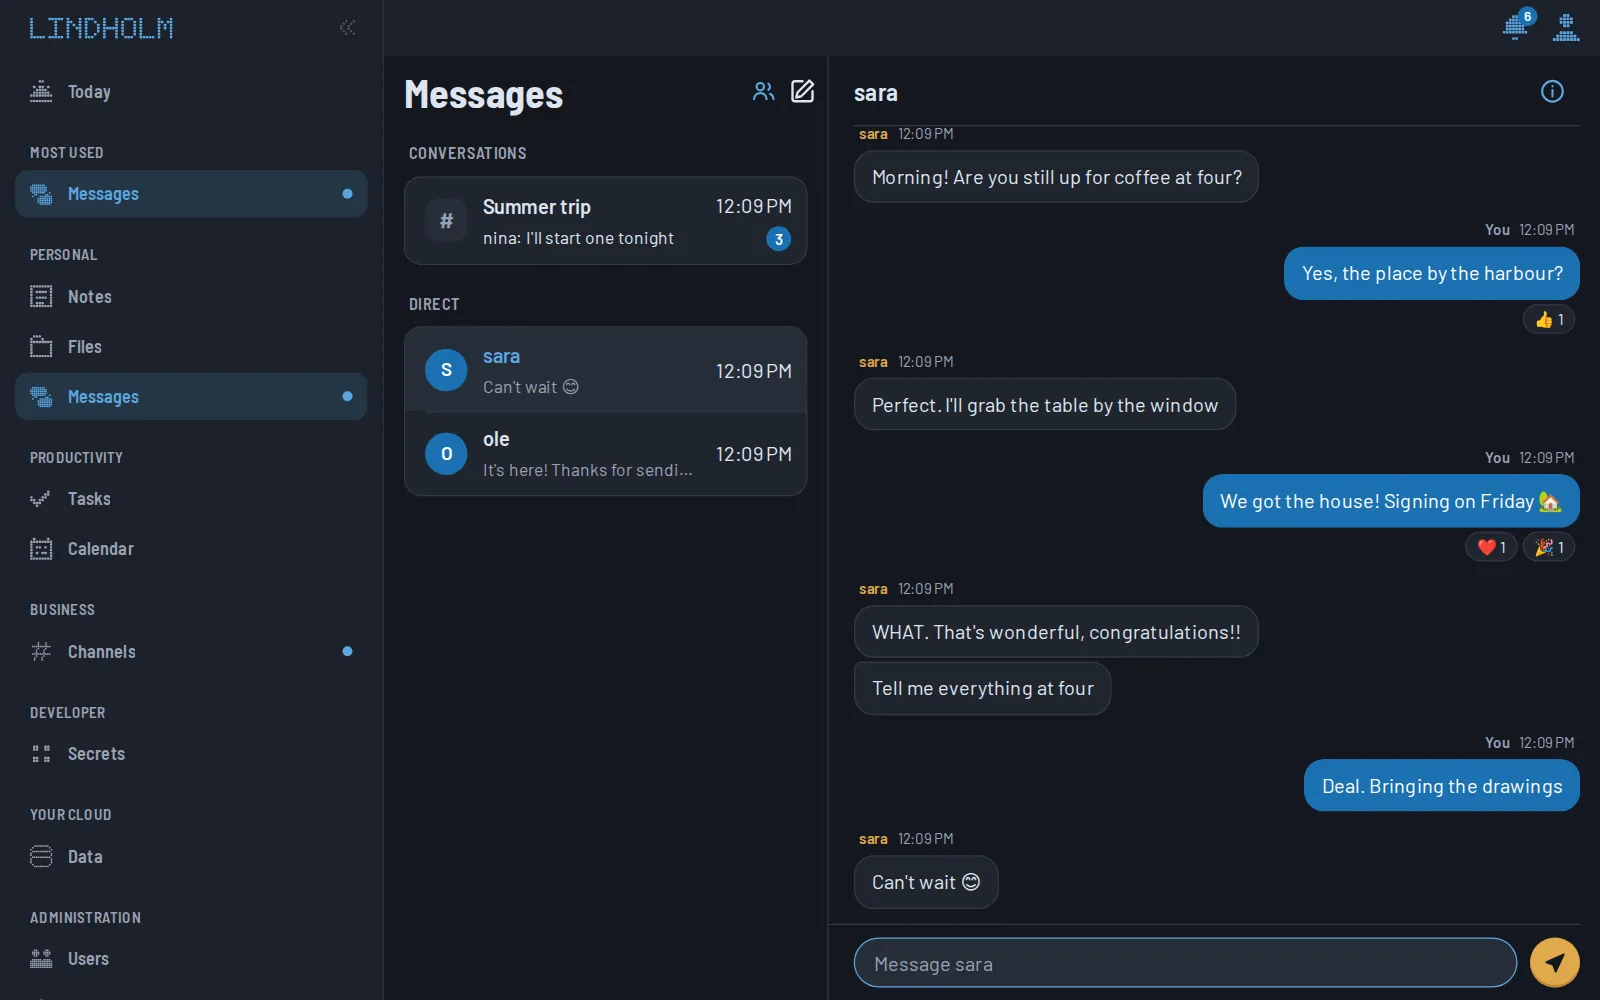 LINDHOLM
6
Today
MOST USED
Messages
PERSONAL
Notes
Files
Messages
PRODUCTIVITY
Tasks
Calendar
BUSINESS
Channels
DEVELOPER
Secrets
YOUR CLOUD
Data
ADMINISTRATION
Users
Messages
CONVERSATIONS
#
Summer trip
12:09 PM
nina: I'll start one tonight
3
DIRECT
S
sara
12:09 PM
Can't wait 😊
O
ole
12:09 PM
It's here! Thanks for sendi...
sara
sara 12:09 PM
Morning! Are you still up for coffee at four?
You 12:09 PM
Yes, the place by the harbour?
👍 1
sara 12:09 PM
Perfect. I'll grab the table by the window
You 12:09 PM
We got the house! Signing on Friday 🏡
❤️ 1 🎉 1
sara 12:09 PM
WHAT. That's wonderful, congratulations!!
Tell me everything at four
You 12:09 PM
Deal. Bringing the drawings
sara 12:09 PM
Can't wait 😊
Message sara